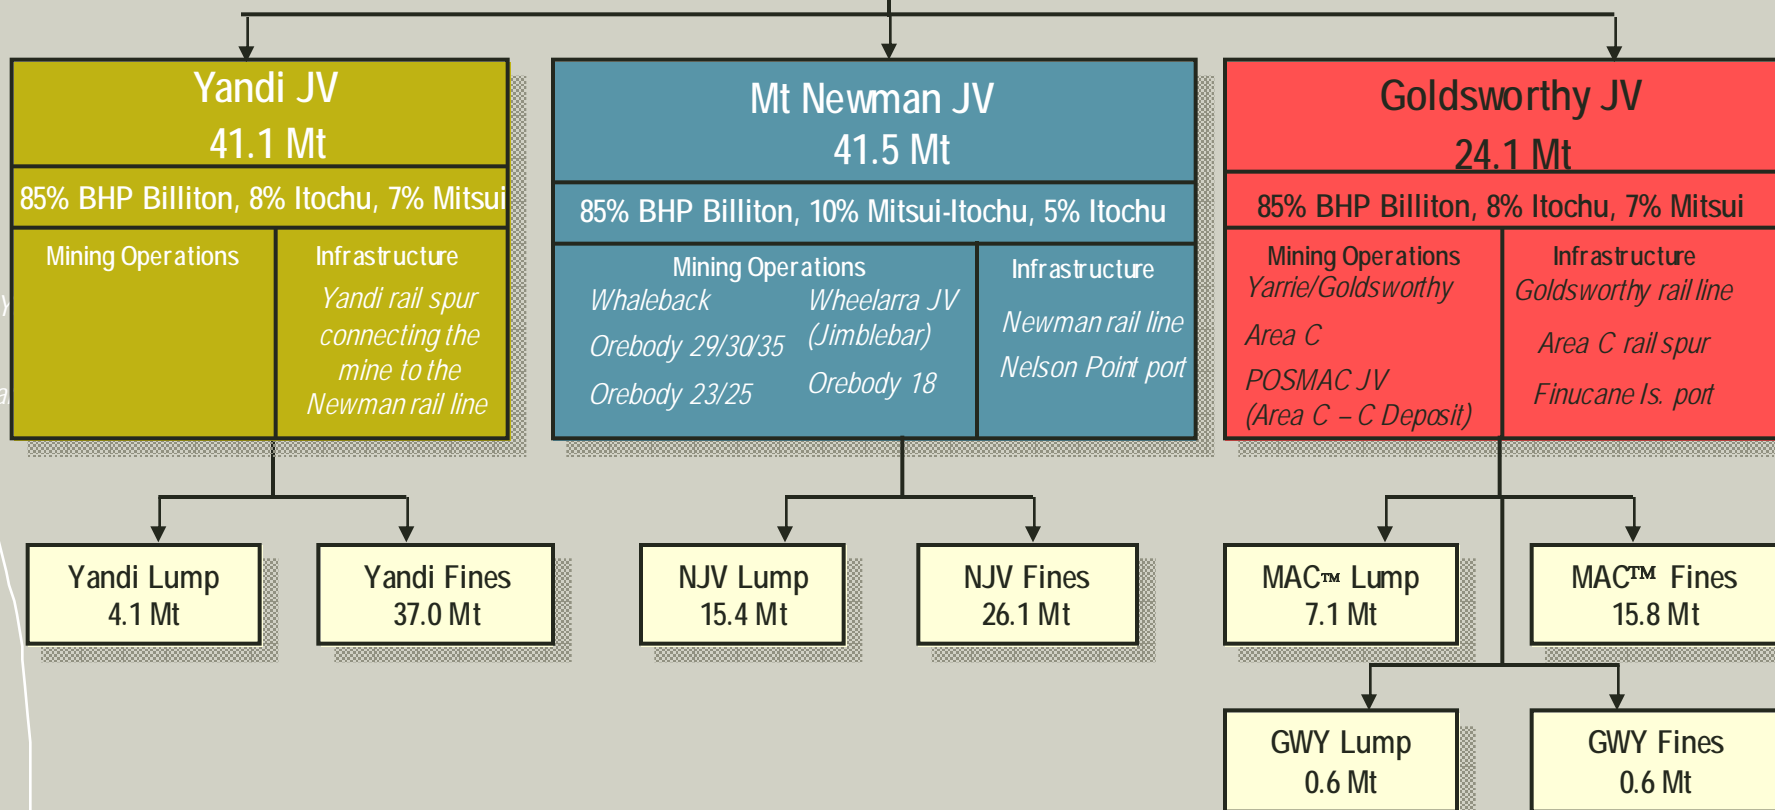 Yandi JV
41.1 Mt
85% BHP Billiton, 8% Itochu, 7% Mitsui
Mining Operations
Infrastructure
Yandi rail spur
connecting the
mine to the
Newman rail line
Mt Newman JV
41.5 Mt
85% BHP Billiton, 10% Mitsui-Itochu, 5% Itochu
Mining Operations
Whaleback
Orebody 29/30/35
Orebody 23/25
Wheelarra JV
(Jimblebar)
Orebody 18
Infrastructure
Newman rail line
Nelson Point port
Goldsworthy JV
24.1 Mt
85% BHP Billiton, 8% Itochu, 7% Mitsui
Mining Operations
Yarrie/Goldsworthy
Area C
POSMAC JV
(Area C – C Deposit)
Infrastructure
Goldsworthy rail line
Area C rail spur
Finucane Is. port
Yandi Lump
4.1 Mt
Yandi Fines
37.0 Mt
NJV Lump
15.4 Mt
NJV Fines
26.1 Mt
MAC™ Lump
7.1 Mt
MAC™ Fines
15.8 Mt
GWY Lump
0.6 Mt
GWY Fines
0.6 Mt